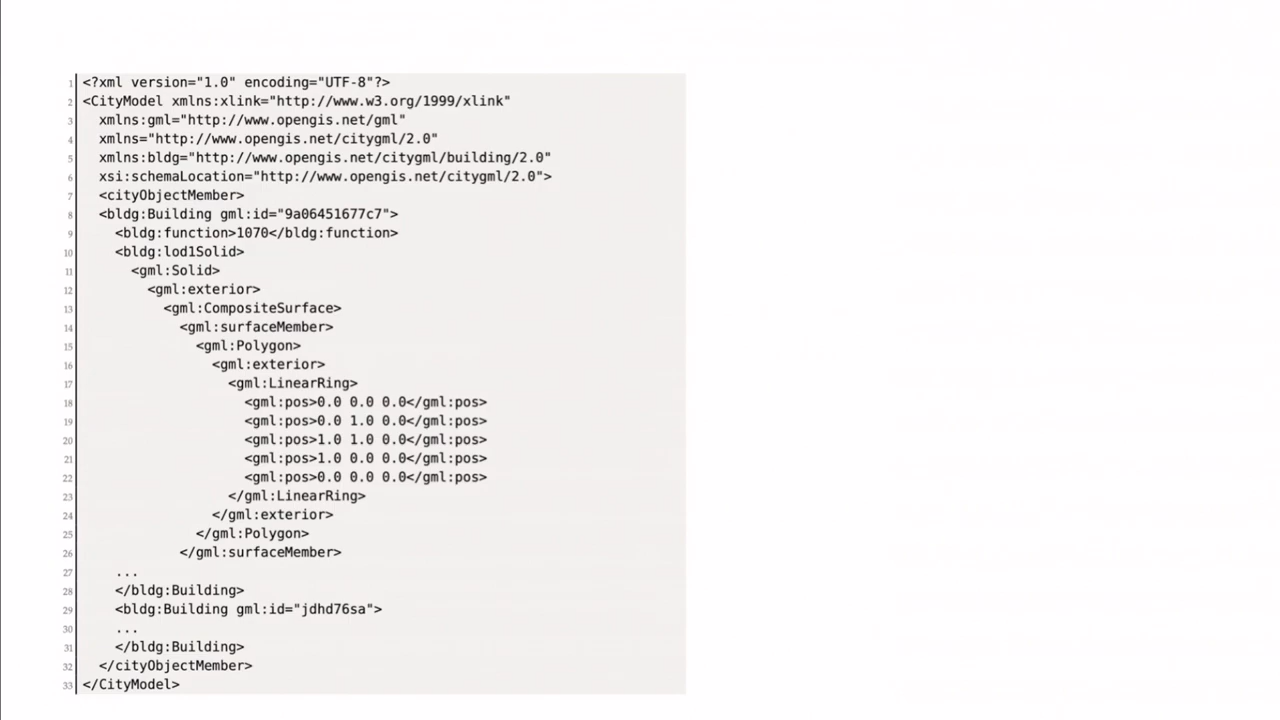 1 <?xml version="1.0" encoding="UTF-8"?>
2 <CityModel xmlns:xlink="http://www.w3.org/1999/xlink"
3 xmlns:gml="http://www.opengis.net/gml"
4 xmlns="http://www.opengis.net/citygml/2.0"
5 xmlns:bldg="http://www.opengis.net/citygml/building/2.0"
6 xsi:schemaLocation="http://www.opengis.net/citygml/2.0">
7 <cityObjectMember>
8 <bldg:Building gml:id="9a06451677c7">
9 <bldg:function>1070</bldg:function>
10 <bldg:lod1Solid>
11 <gml:Solid>
12 <gml:exterior>
13 <gml:CompositeSurface>
14 <gml:surfaceMember>
15 <gml:Polygon>
16 <gml:exterior>
17 <gml:LinearRing>
18 <gml:pos>0.0 0.0 0.0</gml:pos>
19 <gml:pos>0.0 1.0 0.0</gml:pos>
20 <gml:pos>1.0 1.0 0.0</gml:pos>
21 <gml:pos>1.0 0.0 0.0</gml:pos>
22 <gml:pos>0.0 0.0 0.0</gml:pos>
23 </gml:LinearRing>
24 </gml:exterior>
25 </gml:Polygon>
26 </gml:surfaceMember>
27 ...
28 </bldg:Building>
29 <bldg:Building gml:id="jdhd76sa">
30 ...
31 </bldg:Building>
32 </cityObjectMember>
33 </CityModel>